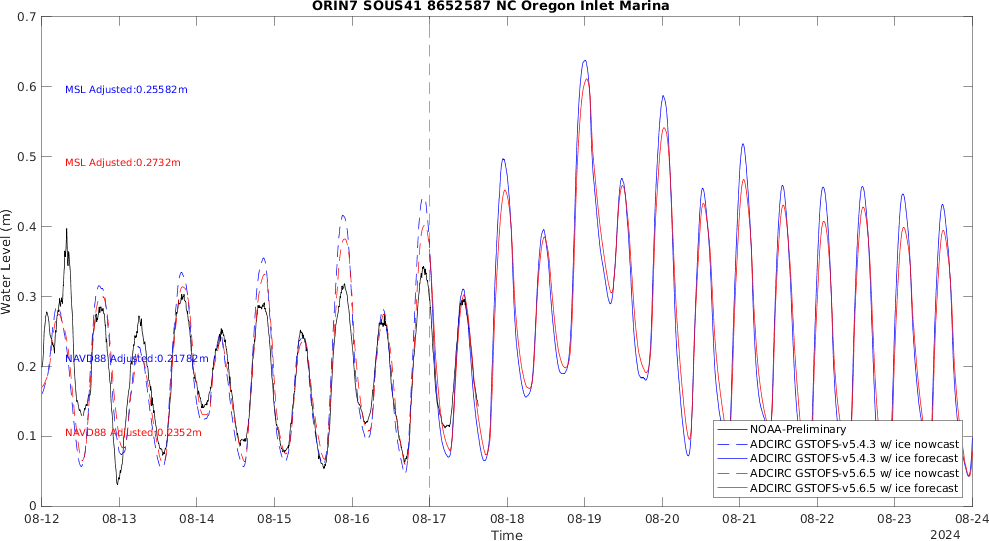 ORIN7 SOUS41 8652587 NC Oregon Inlet Marina
Water Level (m)
0.7
0.6
0.5
0.4
0.3
0.2
0.1
0
MSL Adjusted:0.25582m
MSL Adjusted:0.2732m
NAVD88 Adjusted:0.21782m
NAVD88 Adjusted:0.2352m
NOAA-Preliminary
ADCIRC GSTOFS-v5.4.3 w/ ice nowcast
ADCIRC GSTOFS-v5.4.3 w/ ice forecast
ADCIRC GSTOFS-v5.6.5 w/ ice nowcast
ADCIRC GSTOFS-v5.6.5 w/ ice forecast
08-12 08-13 08-14 08-15 08-16 08-17 08-18 08-19 08-20 08-21 08-22 08-23 08-24
Time
2024